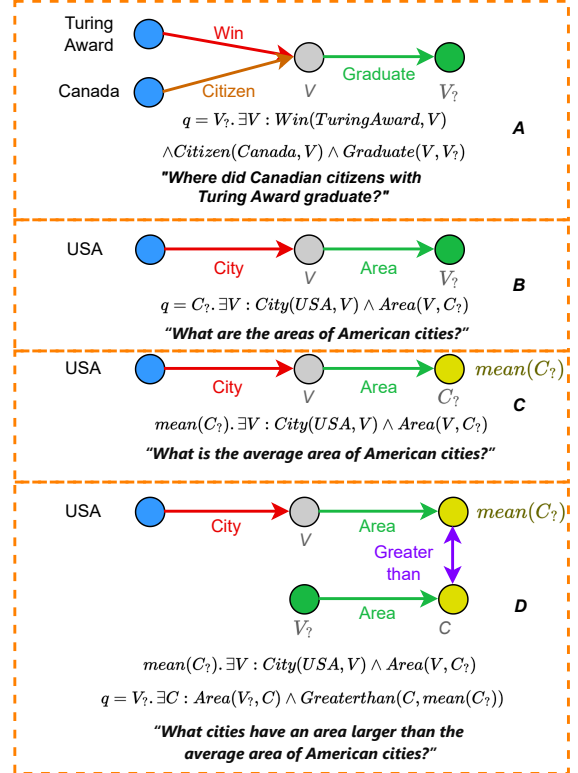 Turing
Award
Win
Canada
Citizen
V
Graduate
V?
q = V?.∃V : Win(TuringAward, V)
∧Citizen(Canada, V) ∧ Graduate(V, V?)
A
"Where did Canadian citizens with
Turing Award graduate?"
USA
City
V
Area
V?
B
q = C?.∃V : City(USA, V) ∧ Area(V, C?)
“What are the areas of American cities?”
USA
mean(C?)
City
V
Area
C?
C
mean(C?).∃V : City(USA, V) ∧ Area(V, C?)
“What is the average area of American cities?”
USA
mean(C?)
City
V
Area
Greater
than
Area
V?
C
D
mean(C?).∃V : City(USA, V) ∧ Area(V, C?)
q = V?.∃C : Area(V?, C) ∧ Greaterthan(C, mean(C?))
“What cities have an area larger than the
average area of American cities?”